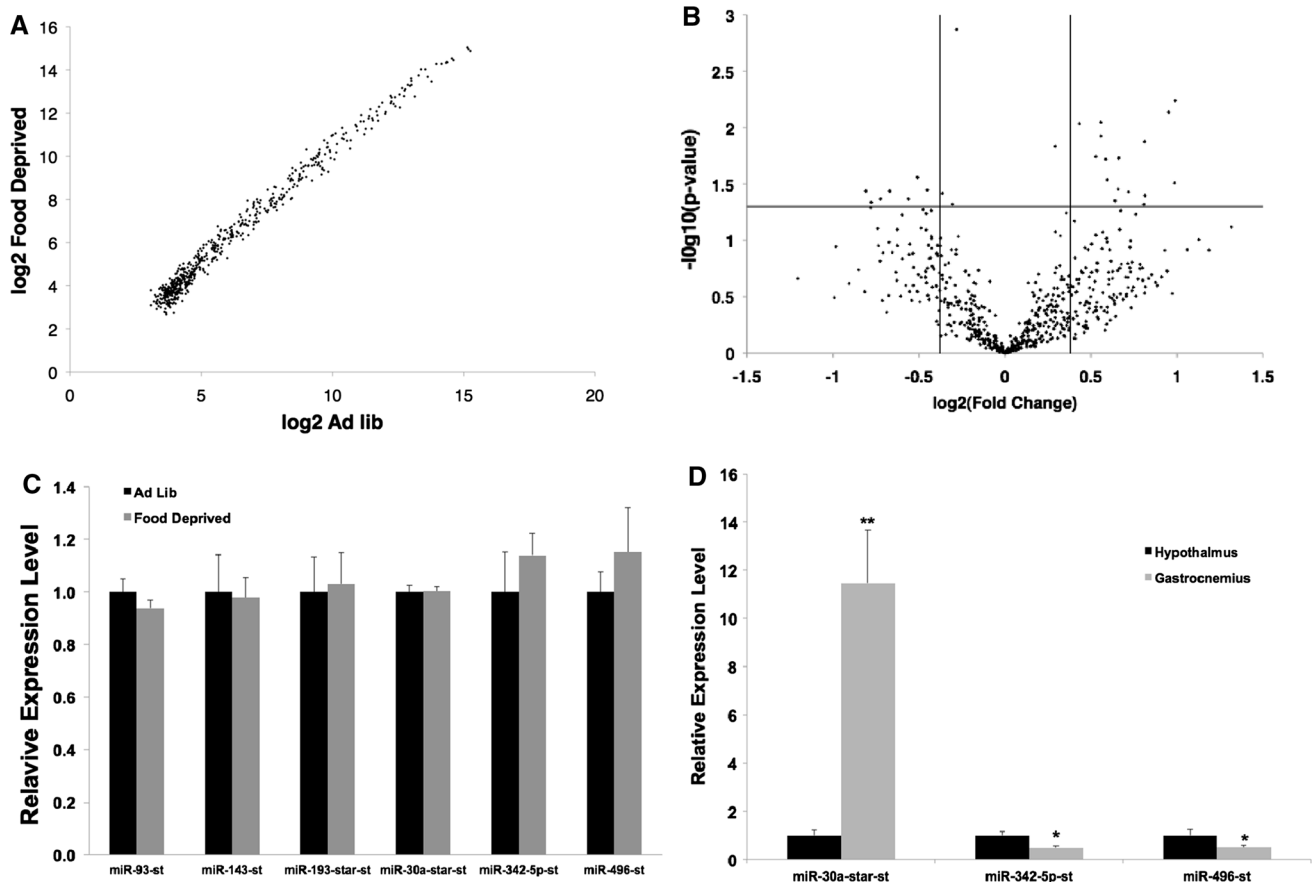 A
log2 Food Deprived
16
14
12
10
8
6
4
2
0
0 5 10 15 20
log2 Ad lib
B
-l0g10(p-value)
3
2.5
2
1.5
1
0.5
0
-1.5 -1 -0.5 0 0.5 1 1.5
log2(Fold Change)
C
Relavive Expression Level
1.4
1.2
1.0
0.8
0.6
0.4
0.2
0.0
Ad Lib
Food Deprived
miR-93-st miR-143-st miR-193-star-st miR-30a-star-st miR-342-5p-st miR-496-st
D
Relative Expression Level
16
14
12
10
8
6
4
2
0
**
*
*
Hypothalmus
Gastrocnemius
miR-30a-star-st miR-342-5p-st miR-496-st